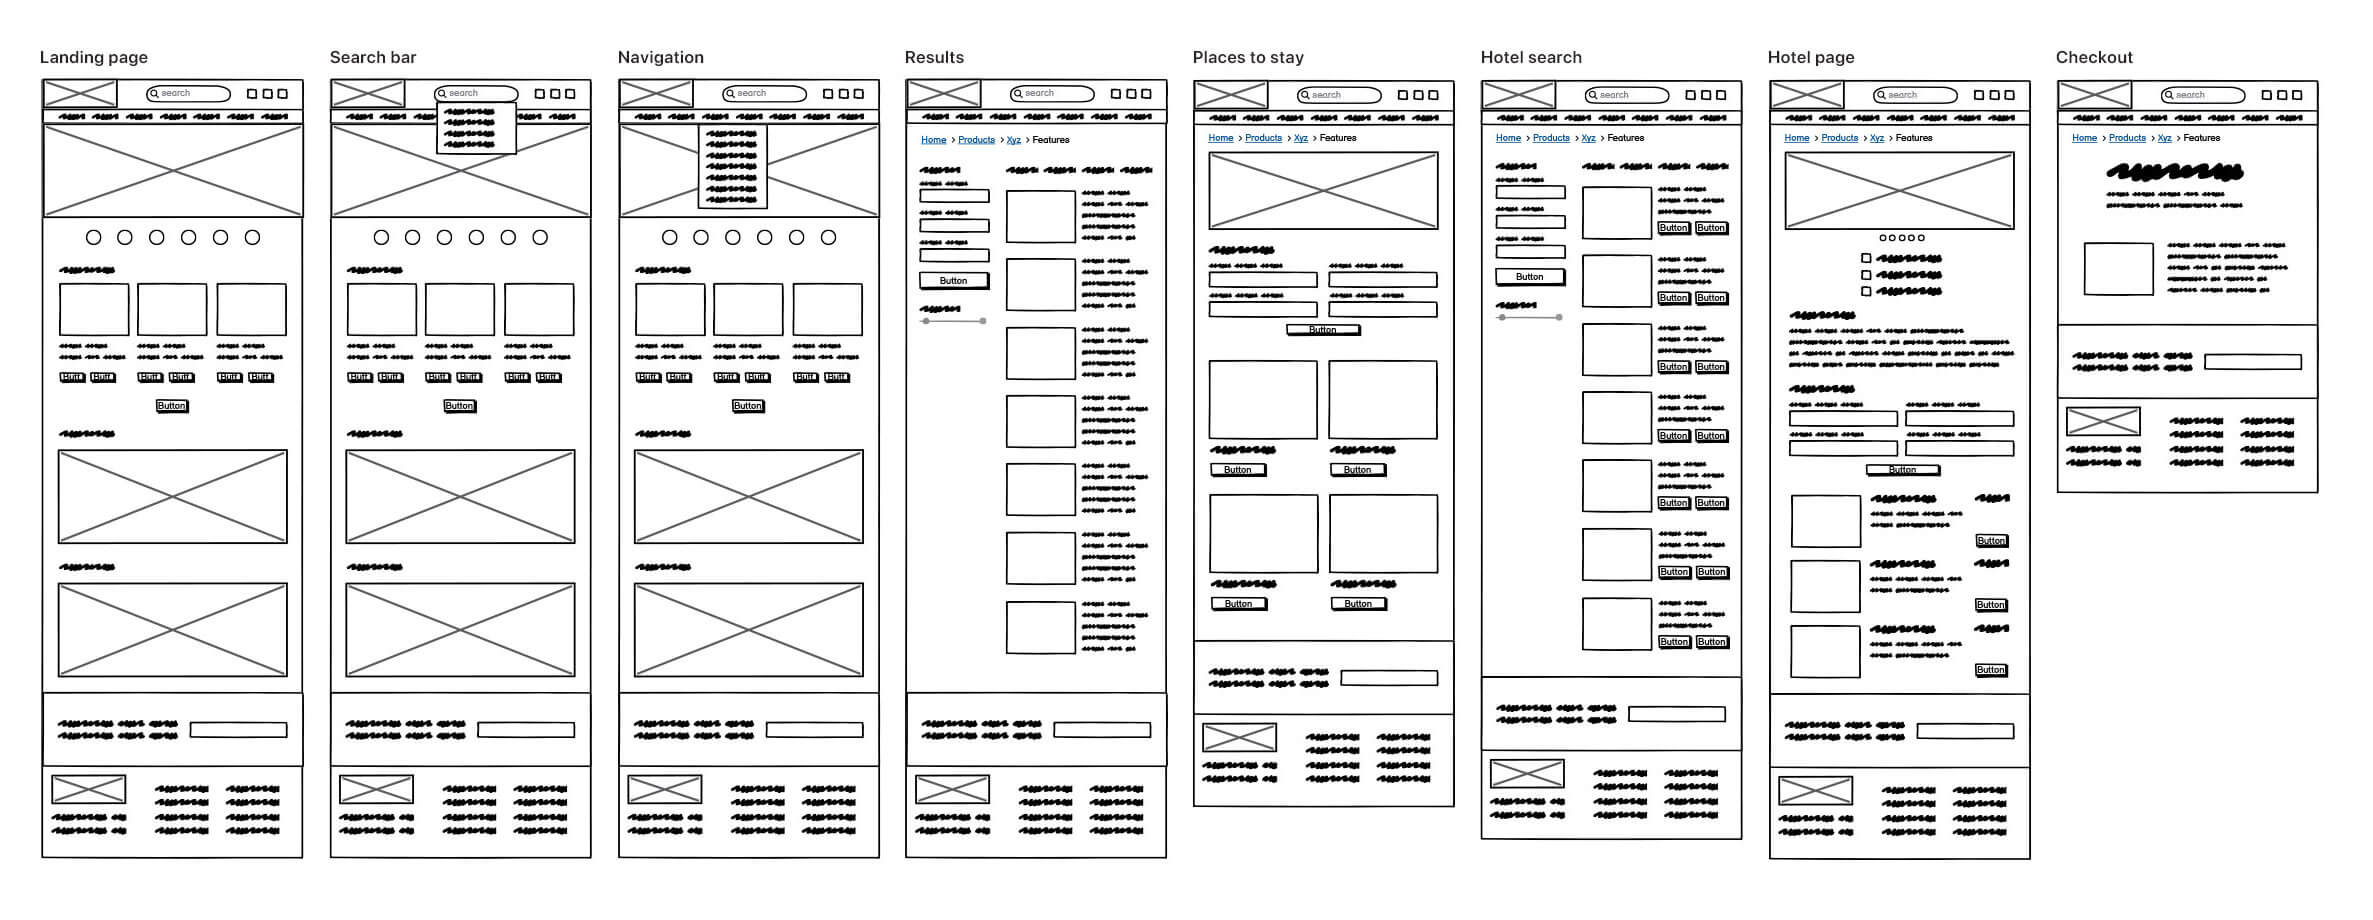 Landing page
search
Butt Butt Butt Butt Butt Butt
Button
Search bar
search
Butt Butt Butt Butt Butt Butt
Button
Navigation
search
Butt Butt Butt Butt Butt Butt
Button
Results
search
Home > Products > Xyz > Features
Button
Places to stay
search
Home > Products > Xyz > Features
Button
Button Button
Button Button
Hotel search
search
Home > Products > Xyz > Features
Button Button
Button
Button Button
Button Button
Button Button
Button Button
Button Button
Button Button
Hotel page
search
Home > Products > Xyz > Features
Button
Button
Button
Button
Checkout
search
Home > Products > Xyz > Features